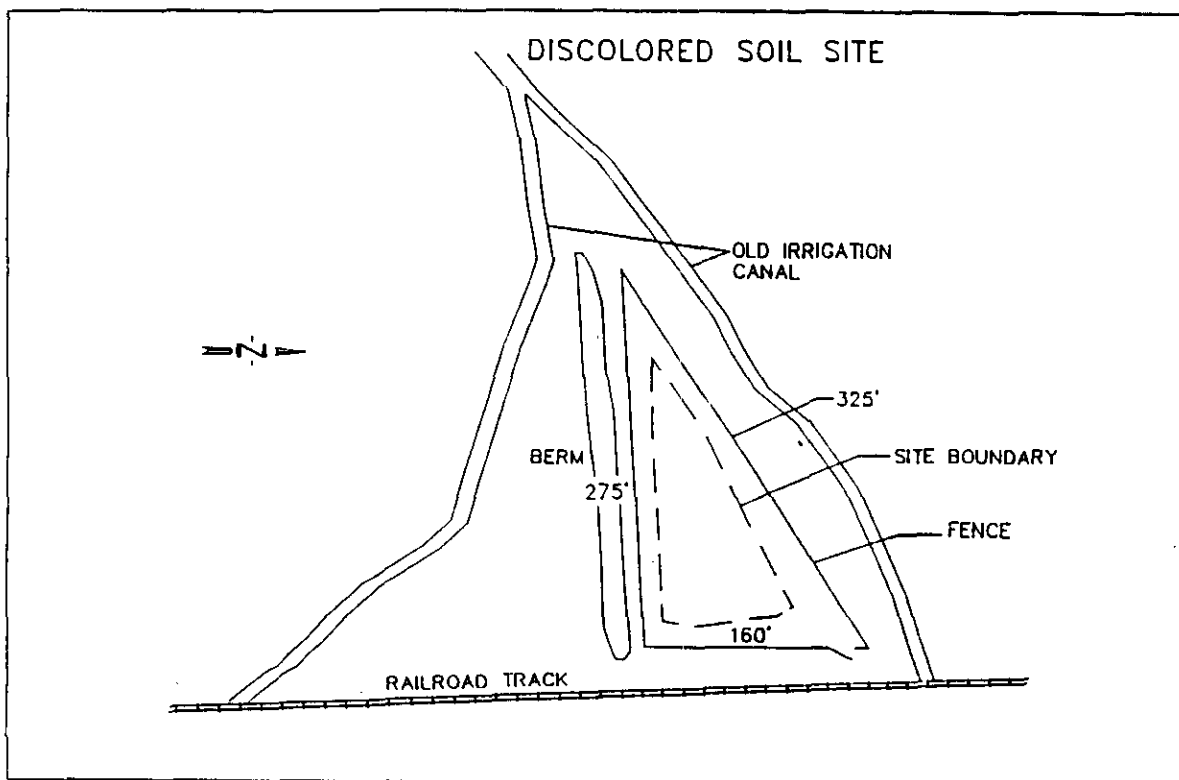 DISCOLORED SOIL SITE
OLD IRRIGATION
CANAL
N
325'
BERM
275'
SITE BOUNDARY
FENCE
160'
RAILROAD TRACK